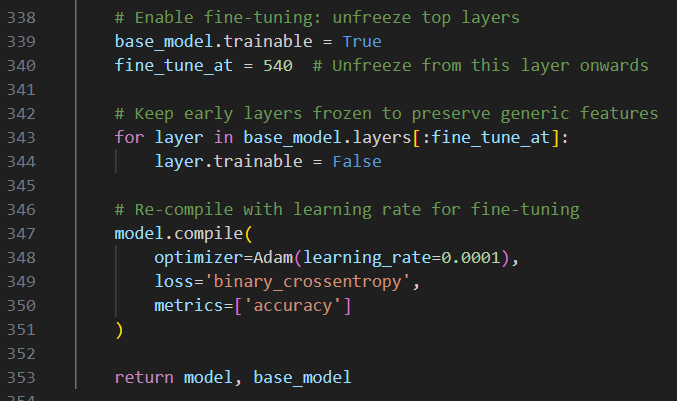 338 # Enable fine-tuning: unfreeze top layers
339 base_model.trainable = True
340 fine_tune_at = 540  # Unfreeze from this layer onwards
341
342 # Keep early layers frozen to preserve generic features
343 for layer in base_model.layers[:fine_tune_at]:
344     layer.trainable = False
345
346 # Re-compile with learning rate for fine-tuning
347 model.compile(
348     optimizer=Adam(learning_rate=0.0001),
349     loss='binary_crossentropy',
350     metrics=['accuracy']
351 )
352
353 return model, base_model